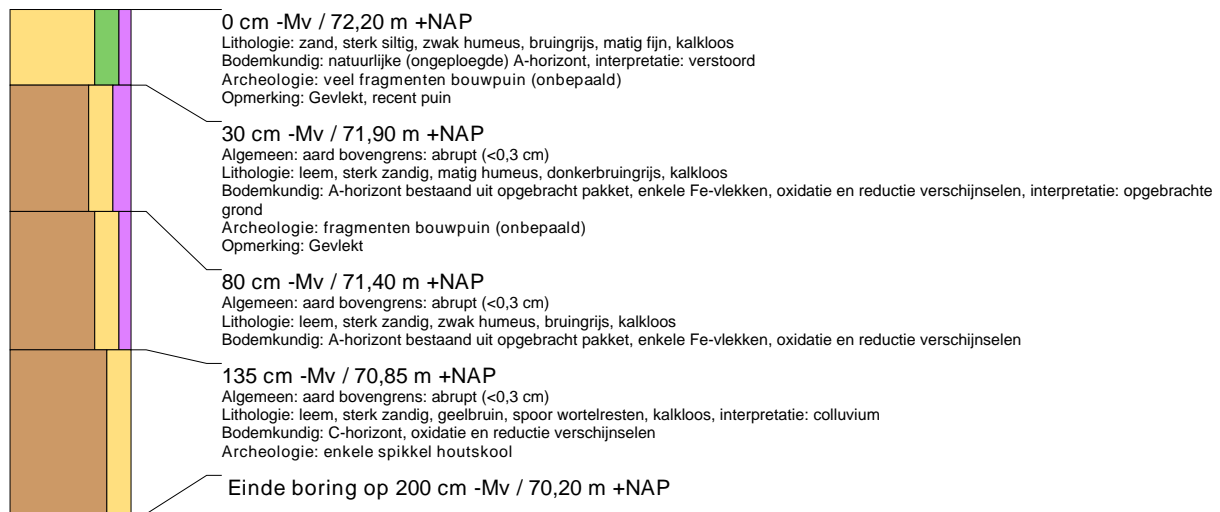 0 cm -Mv / 72,20 m +NAP
Lithologie: zand, sterk siltig, zwak humeus, bruingrijs, matig fijn, kalkloos
Bodemkundig: natuurlijke (ongeploegde) A-horizont, interpretatie: verstoord
Archeologie: veel fragmenten bouwpuin (onbepaald)
Opmerking: Gevlekt, recent puin
30 cm -Mv / 71,90 m +NAP
Algemeen: aard bovengrens: abrupt (<0,3 cm)
Lithologie: leem, sterk zandig, matig humeus, donkerbruingrijs, kalkloos
Bodemkundig: A-horizont bestaand uit opgebracht pakket, enkele Fe-vlekken, oxidatie en reductie verschijnselen, interpretatie: opgebrachte
grond
Archeologie: fragmenten bouwpuin (onbepaald)
Opmerking: Gevlekt
80 cm -Mv / 71,40 m +NAP
Algemeen: aard bovengrens: abrupt (<0,3 cm)
Lithologie: leem, sterk zandig, zwak humeus, bruingrijs, kalkloos
Bodemkundig: A-horizont bestaand uit opgebracht pakket, enkele Fe-vlekken, oxidatie en reductie verschijnselen
135 cm -Mv / 70,85 m +NAP
Algemeen: aard bovengrens: abrupt (<0,3 cm)
Lithologie: leem, sterk zandig, geelbruin, spoor wortelresten, kalkloos, interpretatie: colluvium
Bodemkundig: C-horizont, oxidatie en reductie verschijnselen
Archeologie: enkele spikkel houtskool
Einde boring op 200 cm -Mv / 70,20 m +NAP